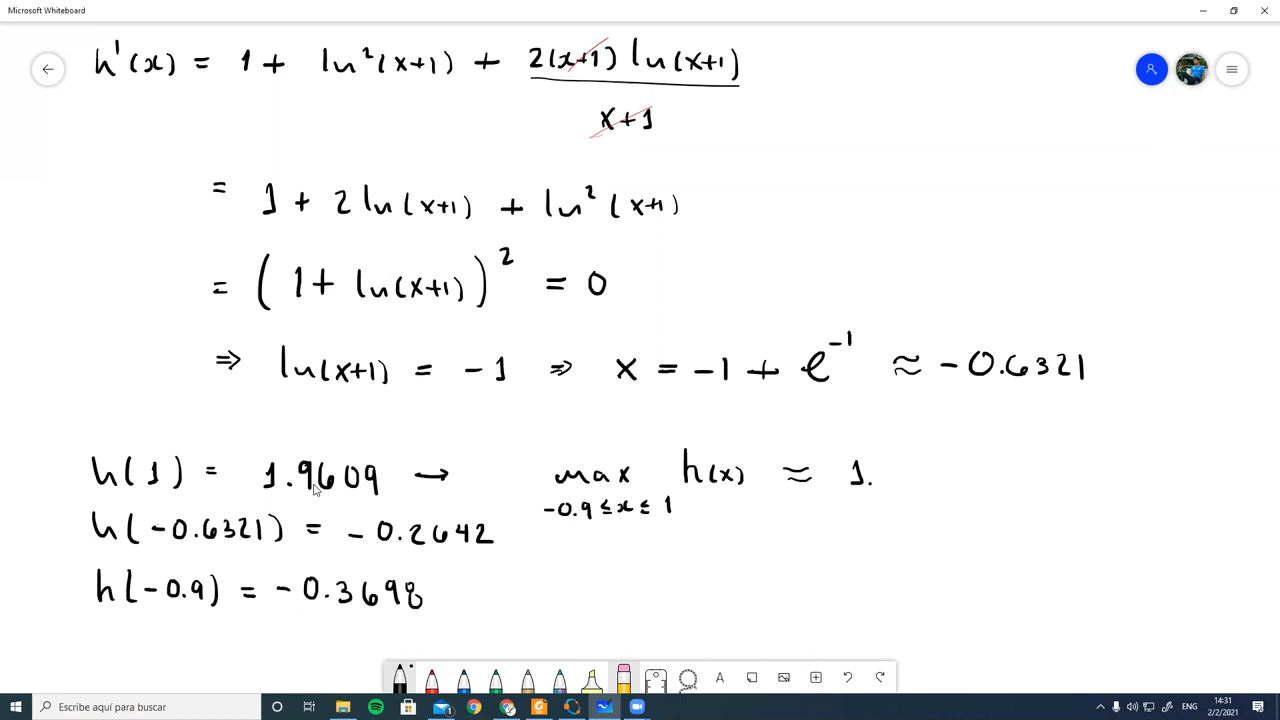 Microsoft Whiteboard
h'(x) = 1 + ln²(x+1) + 2(x+1) ln(x+1)
x+1
= 1 + 2 ln(x+1) + ln²(x+1)
= (1 + ln(x+1))² = 0
⇒ ln(x+1) = -1 ⇒ x = -1 + e⁻¹ ≈ -0.6321
h(1) = 1.9609 → max h(x) ≈ 1.
-0.9 ≤ x ≤ 1
h(-0.6321) = -0.2642
h(-0.9) = -0.3698
Escribe aquí para buscar
ENG
14:31
2/2/2021